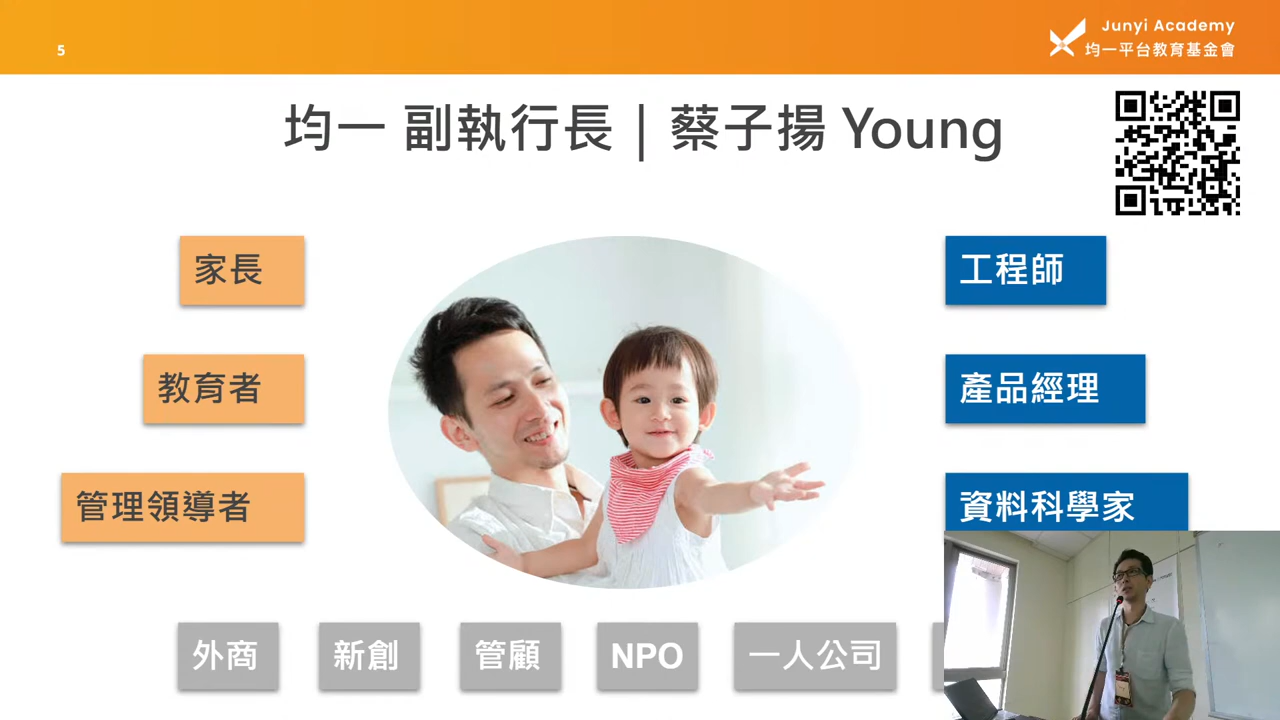 5
Junyi Academy
均一平台教育基金會
均一 副執行長 | 蔡子揚 Young
家長
工程師
教育者
產品經理
管理領導者
資料科學家
外商
新創
管顧
NPO
一人公司